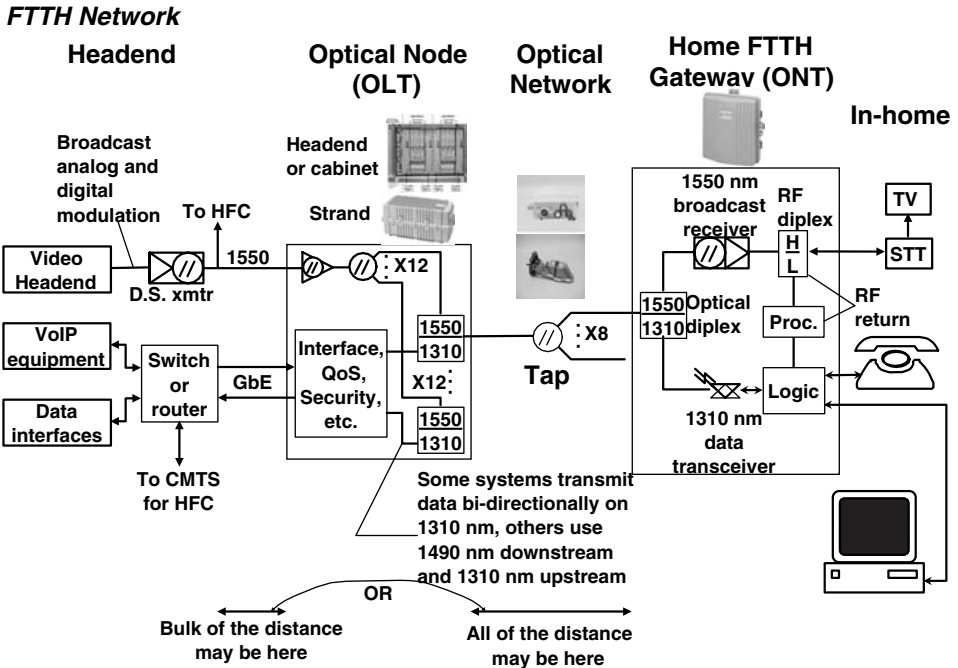 FTTH Network
Headend
Optical Node
(OLT)
Optical
Network
Home FTTH
Gateway (ONT)
In-home
Broadcast
analog and
digital
modulation
To HFC
Headend
or cabinet
Strand
1550 nm
broadcast
receiver
RF
diplex
TV
STT
Video
Headend
D.S. xmtr
1550
X12
H
L
VoIP
equipment
Data
interfaces
Switch
or
router
GbE
Interface,
QoS,
Security,
etc.
1550
1310
X12
1550
1310
Tap
X8
1550
1310
Optical
diplex
Proc.
RF
return
Logic
1310 nm
data
transceiver
To CMTS
for HFC
Some systems transmit
data bi-directionally on
1310 nm, others use
1490 nm downstream
and 1310 nm upstream
OR
Bulk of the distance
may be here
All of the distance
may be here